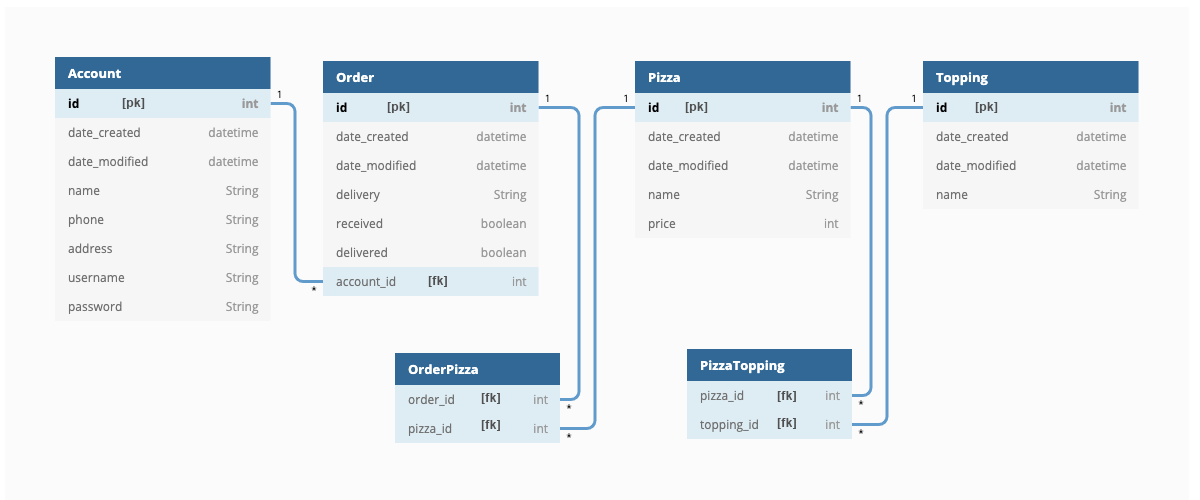 Account
id [pk] int
date_created datetime
date_modified datetime
name String
phone String
address String
username String
password String
1
*
Order
id [pk] int
date_created datetime
date_modified datetime
delivery String
received boolean
delivered boolean
account_id [fk] int
1
1
Pizza
id [pk] int
date_created datetime
date_modified datetime
name String
price int
1
1
Topping
id [pk] int
date_created datetime
date_modified datetime
name String
OrderPizza
order_id [fk] int
*
pizza_id [fk] int
*
PizzaTopping
pizza_id [fk] int
*
topping_id [fk] int
*